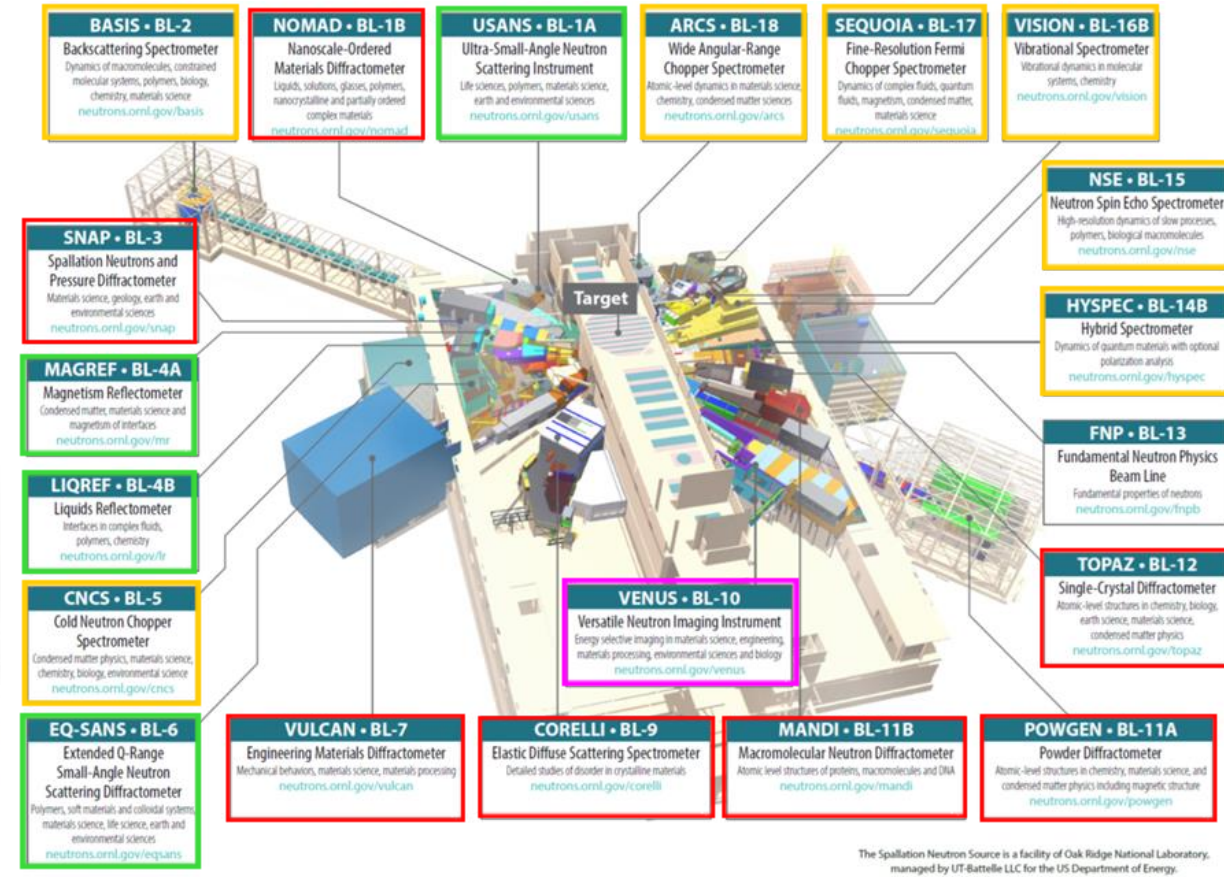 BASIS • BL-2
Backscattering Spectrometer
Dynamics of macromolecules, constrained
molecular systems, polymers, biology,
chemistry, materials science
neutrons.ornl.gov/basis
NOMAD • BL-1B
Nanoscale-Ordered
Materials Diffractometer
Liquids, solutions, glasses, polymers,
nanocrystalline and partially ordered
complex materials
neutrons.ornl.gov/nomad
USANS • BL-1A
Ultra-Small-Angle Neutron
Scattering Instrument
Life sciences, polymers, materials science,
earth and environmental sciences
neutrons.ornl.gov/usans
ARCS • BL-18
Wide Angular-Range
Chopper Spectrometer
Atomic-level dynamics in materials science,
chemistry, condensed matter sciences
neutrons.ornl.gov/arcs
SEQUOIA • BL-17
Fine-Resolution Fermi
Chopper Spectrometer
Dynamics of complex fluids, quantum
fluids, magnetism, condensed matter,
materials science
neutrons.ornl.gov/sequoia
VISION • BL-16B
Vibrational Spectrometer
Vibrational dynamics in molecular
systems, chemistry
neutrons.ornl.gov/vision
NSE • BL-15
Neutron Spin Echo Spectrometer
High-resolution dynamics of slow processes,
polymers, biological macromolecules
neutrons.ornl.gov/nse
SNAP • BL-3
Spallation Neutrons and
Pressure Diffractometer
Materials science, geology, earth and
environmental sciences
neutrons.ornl.gov/snap
Target
HYSPEC • BL-14B
Hybrid Spectrometer
Dynamics of quantum materials with optional
polarization analysis
neutrons.ornl.gov/hyspec
MAGREF • BL-4A
Magnetism Reflectometer
Condensed matter, materials science and
magnetism of interfaces
neutrons.ornl.gov/mr
FNP • BL-13
Fundamental Neutron Physics
Beam Line
Fundamental properties of neutrons
neutrons.ornl.gov/fnpb
LIQREF • BL-4B
Liquids Reflectometer
Interfaces in complex fluids,
polymers, chemistry
neutrons.ornl.gov/lr
TOPAZ • BL-12
Single-Crystal Diffractometer
Atomic-level structures in chemistry, biology,
earth science, materials science,
condensed matter physics
neutrons.ornl.gov/topaz
CNCS • BL-5
Cold Neutron Chopper
Spectrometer
Condensed matter physics, materials science,
chemistry, biology, environmental science
neutrons.ornl.gov/cncs
VENUS • BL-10
Versatile Neutron Imaging Instrument
Energy selective imaging in materials science, engineering,
materials processing, environmental sciences and biology
neutrons.ornl.gov/venus
EQ-SANS • BL-6
Extended Q-Range
Small-Angle Neutron
Scattering Diffractometer
Polymers, soft materials and colloidal systems,
materials science, life science, earth and
environmental sciences
neutrons.ornl.gov/eqsans
VULCAN • BL-7
Engineering Materials Diffractometer
Mechanical behaviors, materials science, materials processing
neutrons.ornl.gov/vulcan
CORELLI • BL-9
Elastic Diffuse Scattering Spectrometer
Detailed studies of disorder in crystalline materials
neutrons.ornl.gov/corelli
MANDI • BL-11B
Macromolecular Neutron Diffractometer
Atomic level structures of proteins, macromolecules and DNA
neutrons.ornl.gov/mandi
POWGEN • BL-11A
Powder Diffractometer
Atomic-level structures in chemistry, materials science, and
condensed matter physics including magnetic structure
neutrons.ornl.gov/powgen
The Spallation Neutron Source is a facility of Oak Ridge National Laboratory,
managed by UT-Battelle LLC for the US Department of Energy.